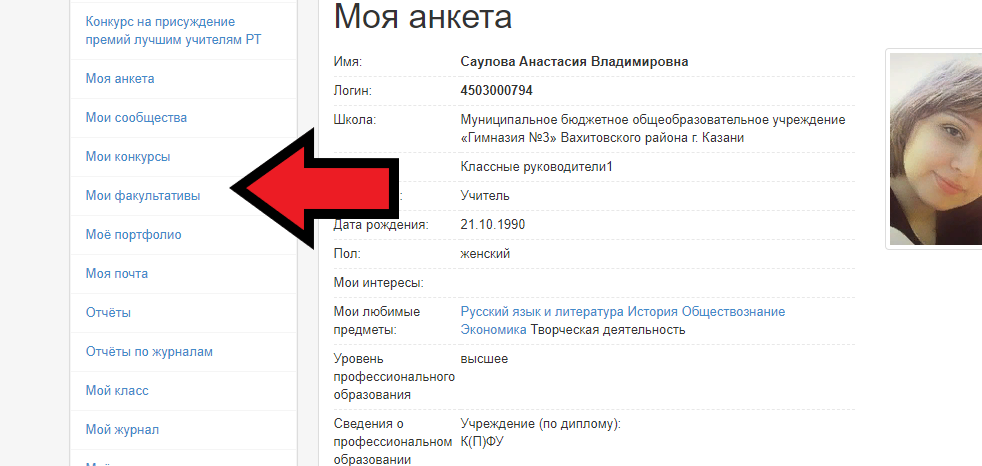 Конкурс на присуждение
премий лучшим учителям РТ
Моя анкета
Мои сообщества
Мои конкурсы
Мои факультативы
Моё портфолио
Моя почта
Отчёты
Отчёты по журналам
Мой класс
Мой журнал
Моя анкета
Имя: Саулова Анастасия Владимировна
Логин: 4503000794
Школа: Муниципальное бюджетное общеобразовательное учреждение
«Гимназия №3» Вахитовского района г. Казани
Классные руководители1
Учитель
Дата рождения: 21.10.1990
Пол: женский
Мои интересы:
Мои любимые Русский язык и литература История Обществознание
предметы: Экономика Творческая деятельность
Уровень высшее
профессионального
образования
Сведения о Учреждение (по диплому):
профессиональном К(П)ФУ
образовании